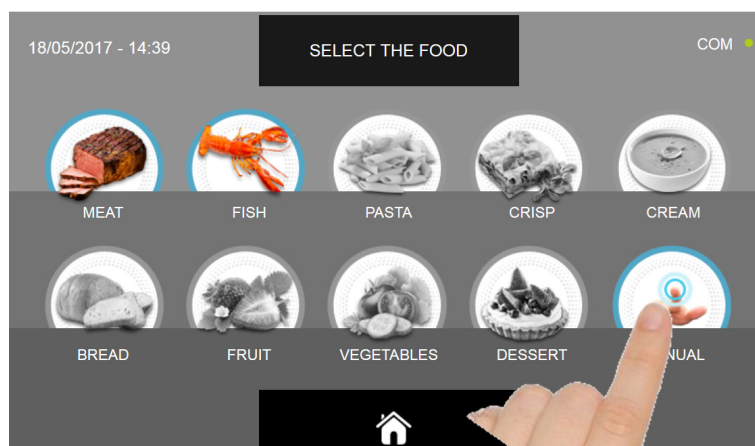 18/05/2017 - 14:39
SELECT THE FOOD
COM
MEAT
FISH
PASTA
CRISP
CREAM
BREAD
FRUIT
VEGETABLES
DESSERT
NUAL